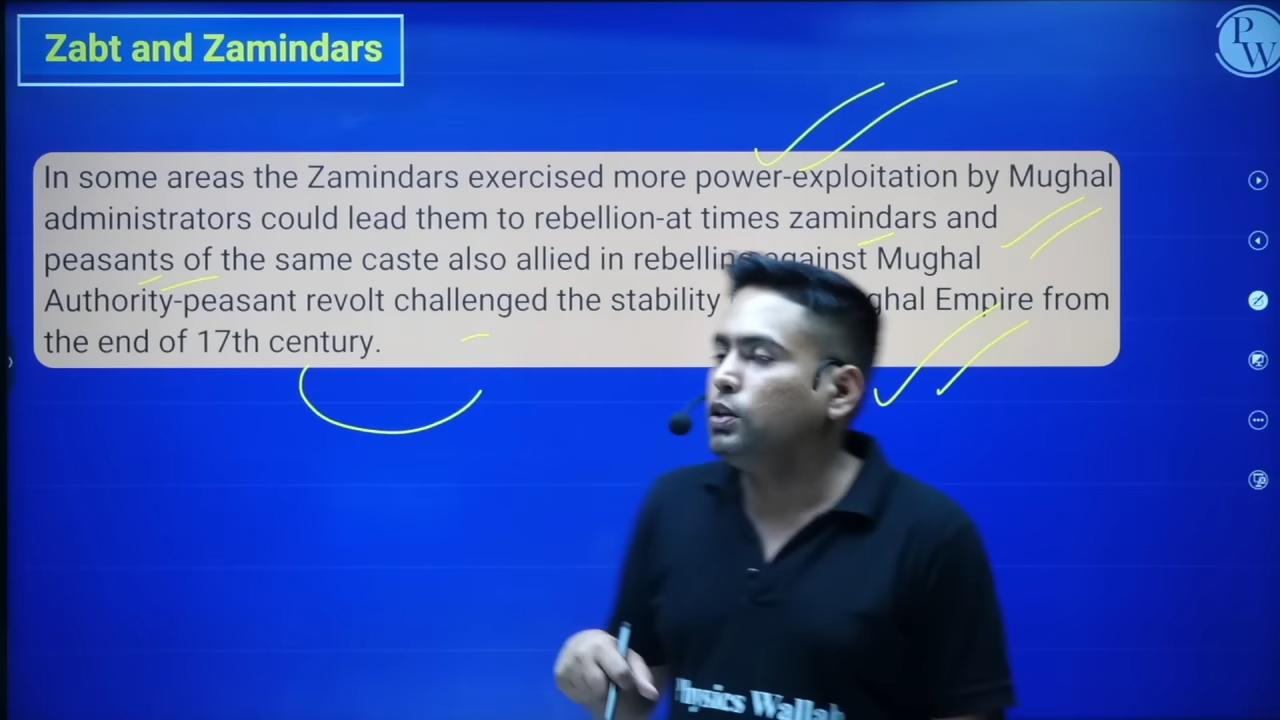 Zabt and Zamindars
P
W
In some areas the Zamindars exercised more power-exploitation by Mughal
administrators could lead them to rebellion-at times zamindars and
peasants of the same caste also allied in rebelling against Mughal
Authority-peasant revolt challenged the stability Empire from
the end of 17th century.
Physics Wallah